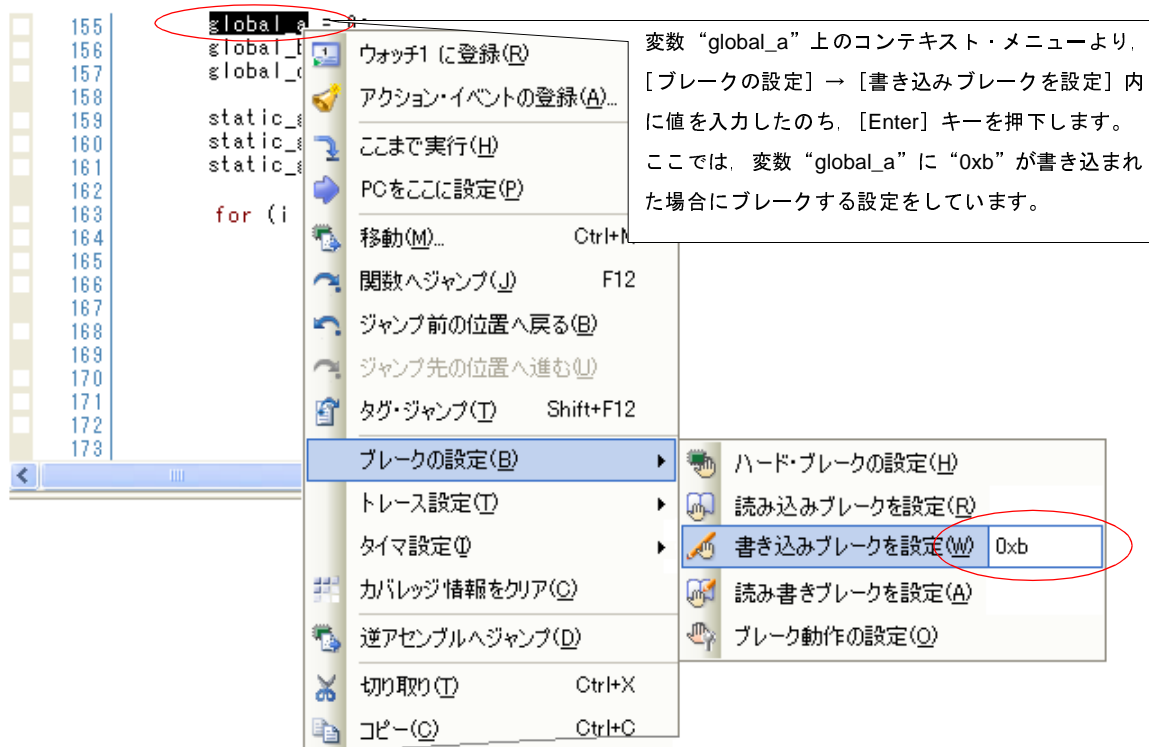 155 global_a = 0;
156 global_b
157 global_c
158
159 static_g
160 static_g
161 static_g
162
163 for (i
164
165
166
167
168
169
170
171
172
173
変数 “global_a” 上のコンテキスト・メニューより,
[ブレークの設定] → [書き込みブレークを設定] 内
に値を入力したのち, [Enter] キーを押下します。
ここでは, 変数 “global_a” に “0xb” が書き込まれ
た場合にブレークする設定をしています。
ウォッチ1 に登録(R)
アクション・イベントの登録(A)...
ここまで実行(H)
PCをここに設定(P)
移動(M)... Ctrl+M
関数へジャンプ(J) F12
ジャンプ前の位置へ戻る(B)
ジャンプ先の位置へ進む(U)
タグ・ジャンプ(T) Shift+F12
ブレークの設定(B)
トレース設定(T)
タイマ設定(I)
カバレッジ情報をクリア(C)
逆アセンブルへジャンプ(D)
切り取り(T) Ctrl+X
コピー(C) Ctrl+C
ハード・ブレークの設定(H)
読み込みブレークを設定(R)
書き込みブレークを設定(W) 0xb
読み書きブレークを設定(A)
ブレーク動作の設定(O)